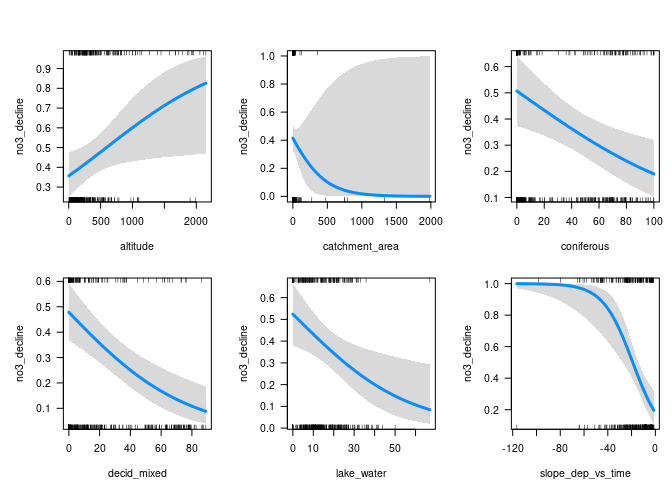 no3_decline
0.9
0.8
0.7
0.6
0.5
0.4
0.3
0 500 1000 2000
altitude
no3_decline
1.0
0.8
0.6
0.4
0.2
0.0
0 500 1000 2000
catchment_area
no3_decline
0.6
0.5
0.4
0.3
0.2
0.1
0 20 40 60 80 100
coniferous
no3_decline
0.6
0.5
0.4
0.3
0.2
0.1
0 20 40 60 80
decid_mixed
no3_decline
0.6
0.5
0.4
0.3
0.2
0.1
0.0
0 10 20 30 40 50
lake_water
no3_decline
1.0
0.8
0.6
0.4
0.2
-120 -80 -40 0
slope_dep_vs_time